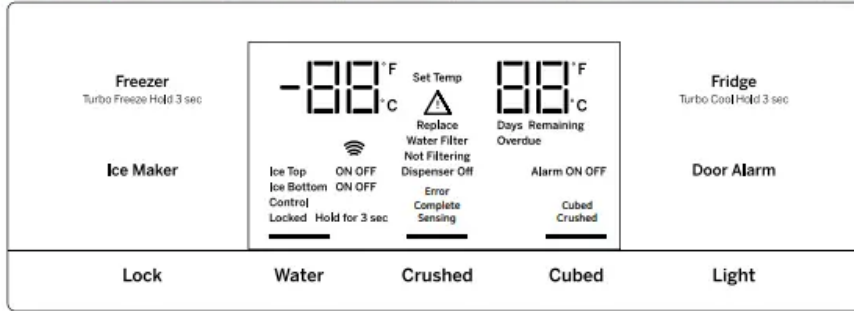 Freezer
Turbo Freeze Hold 3 sec
Ice Maker
-88 °F
°C
Set Temp
Replace
Water Filter
Not Filtering
Dispenser Off
Error
Complete
Sensing
88 °F
°C
Days Remaining
Overdue
Ice Top ON OFF
Ice Bottom ON OFF
Control
Locked Hold for 3 sec
Alarm ON OFF
Cubed
Crushed
Fridge
Turbo Cool Hold 3 sec
Door Alarm
Lock Water Crushed Cubed Light